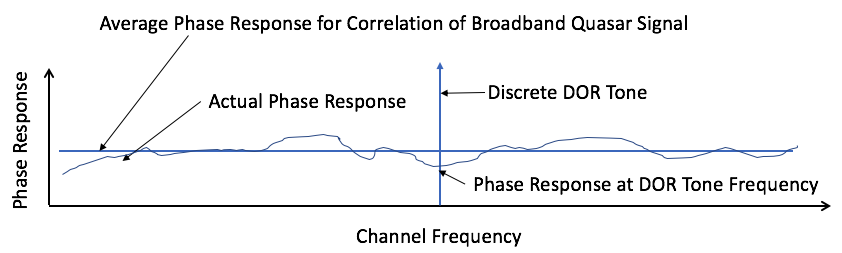 Average Phase Response for Correlation of Broadband Quasar Signal
Actual Phase Response
Discrete DOR Tone
Phase Response
Phase Response at DOR Tone Frequency
Channel Frequency